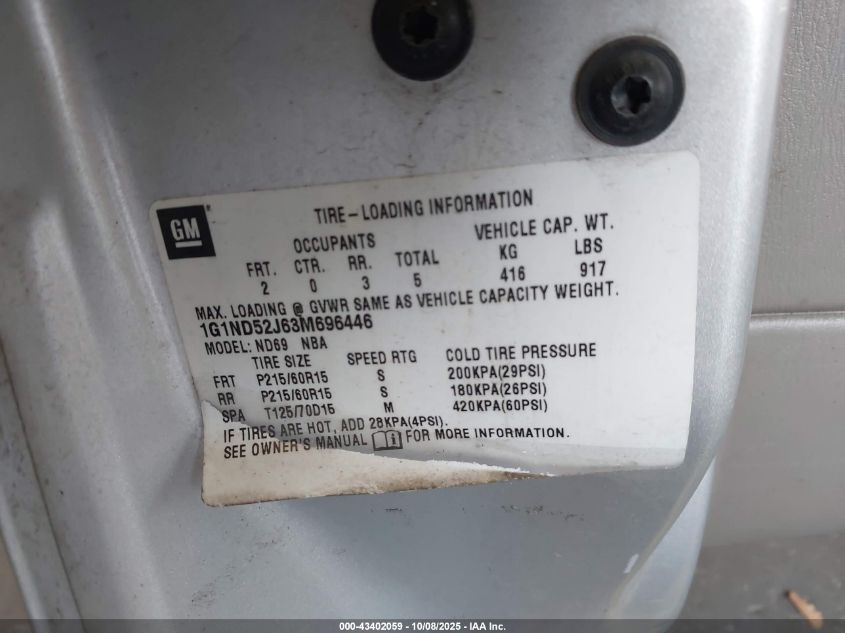 GM
TIRE-LOADING INFORMATION
OCCUPANTS VEHICLE CAP. WT.
FRT. CTR. RR. TOTAL KG LBS
2 0 3 5 416 917
MAX. LOADING @ GVWR SAME AS VEHICLE CAPACITY WEIGHT.
1G1ND52J63M696446
MODEL: ND69 NBA
TIRE SIZE SPEED RTG COLD TIRE PRESSURE
FRT P215/60R15 S 200KPA(29PSI)
RR P215/60R15 S 180KPA(26PSI)
SPA T125/70D15 M 420KPA(60PSI)
IF TIRES ARE HOT, ADD 28KPA(4PSI).
SEE OWNER'S MANUAL FOR MORE INFORMATION.
000-43402059 - 10/08/2025 - IAA Inc.